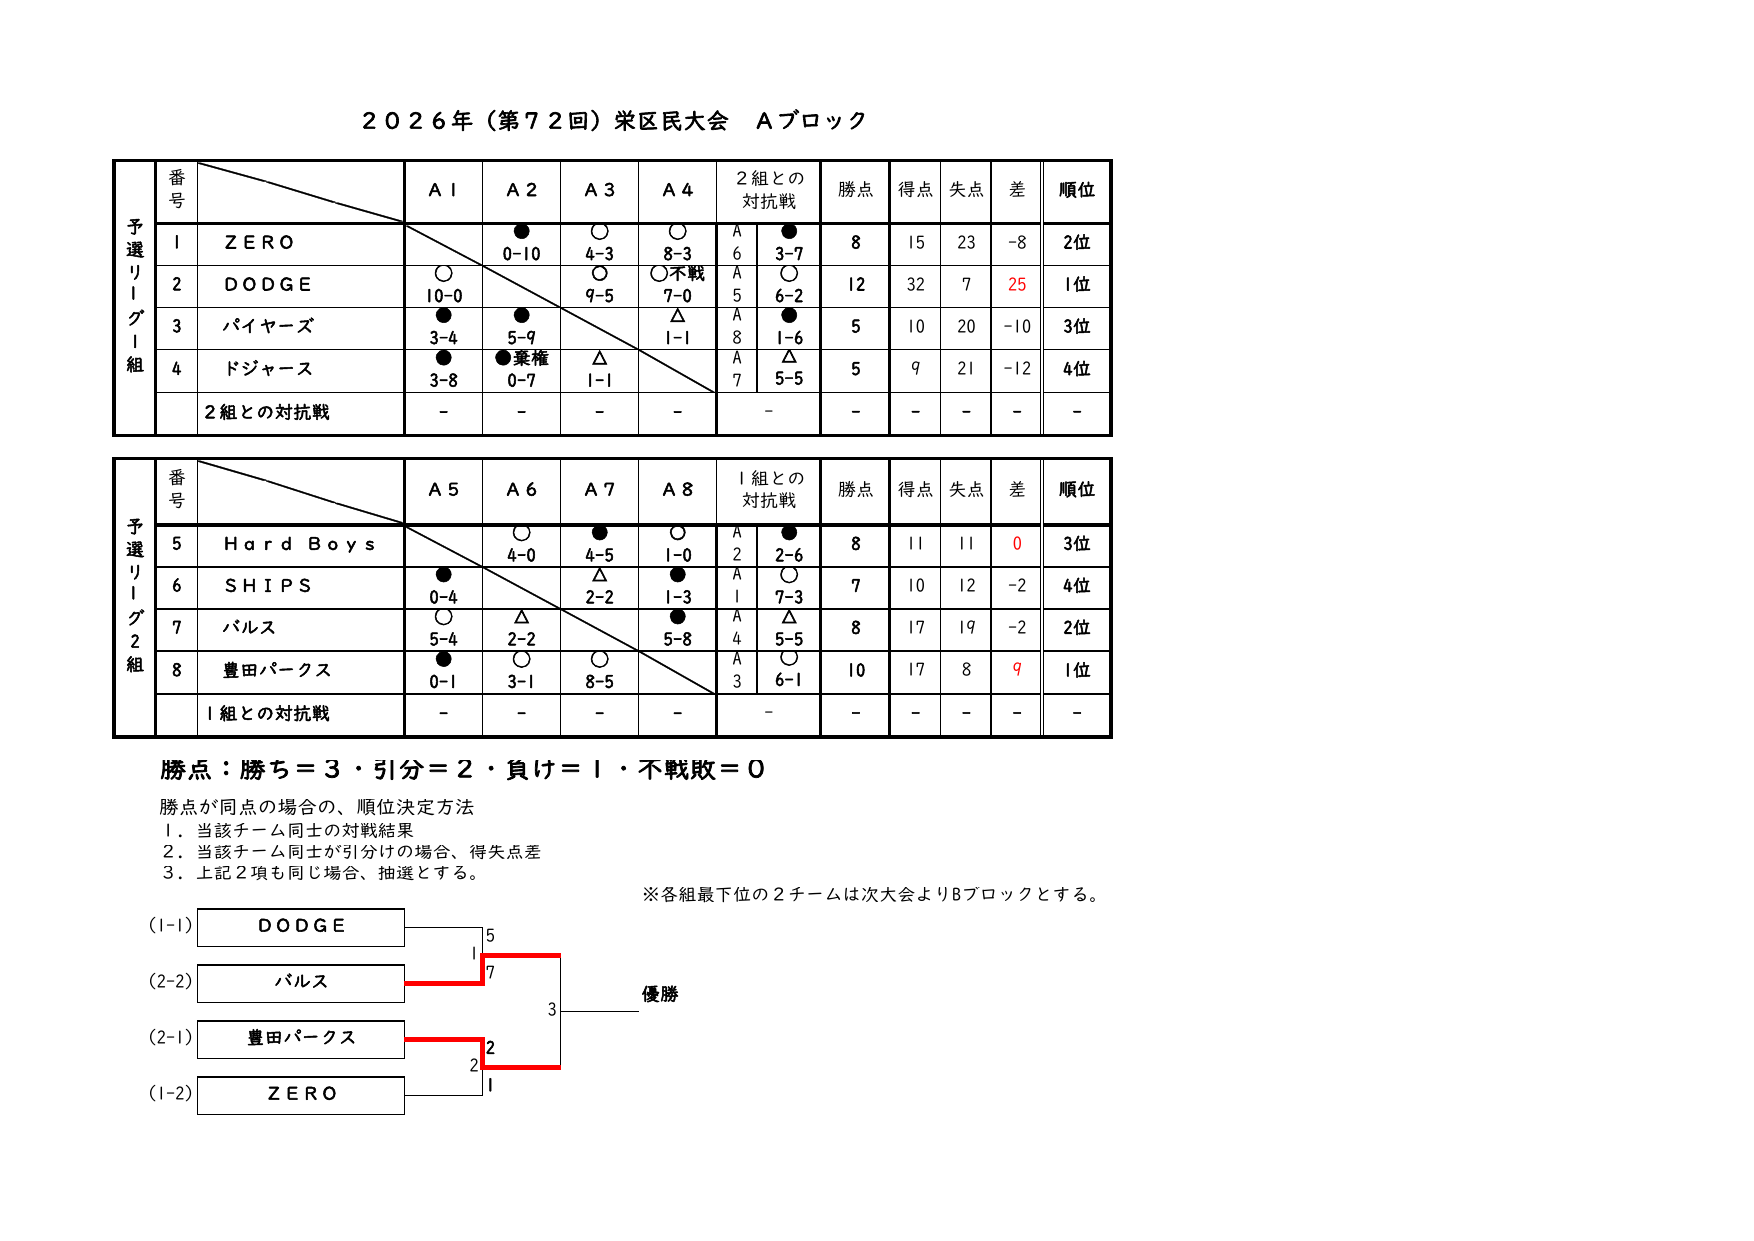 ２０２６年（第７２回）栄区民大会　Ａブロック
予選リーグ１組
番号 Ａ１ Ａ２ Ａ３ Ａ４ ２組との対抗戦 勝点 得点 失点 差 順位
1 ＺＥＲＯ ●0-10 ○4-3 ○8-3 A6 ●3-7 8 15 23 -8 2位
2 ＤＯＤＧＥ ○10-0 ○9-5 ○不戦7-0 A5 ○6-2 12 32 7 25 1位
3 パイヤーズ ●3-4 ●5-9 △1-1 A8 ●1-6 5 10 20 -10 3位
4 ドジャース ●3-8 ●棄権0-7 △1-1 A7 △5-5 5 9 21 -12 4位
２組との対抗戦 - - - - - - - - - -
予選リーグ２組
番号 Ａ５ Ａ６ Ａ７ Ａ８ １組との対抗戦 勝点 得点 失点 差 順位
5 Ｈａｒｄ　Ｂｏｙｓ ○4-0 ●4-5 ○1-0 A2 ●2-6 8 11 11 0 3位
6 ＳＨＩＰＳ ●0-4 △2-2 ●1-3 A1 ○7-3 7 10 12 -2 4位
7 バルス ○5-4 △2-2 ●5-8 A4 △5-5 8 17 19 -2 2位
8 豊田パークス ●0-1 ○3-1 ○8-5 A3 ○6-1 10 17 8 9 1位
１組との対抗戦 - - - - - - - - - -
勝点：勝ち＝３・引分＝２・負け＝１・不戦敗＝０
勝点が同点の場合の、順位決定方法
１．当該チーム同士の対戦結果
２．当該チーム同士が引分けの場合、得失点差
３．上記２項も同じ場合、抽選とする。
※各組最下位の２チームは次大会よりBブロックとする。
(1-1) ＤＯＤＧＥ 5
1
(2-2) バルス 7
優勝
3
(2-1) 豊田パークス 2
2
(1-2) ＺＥＲＯ 1